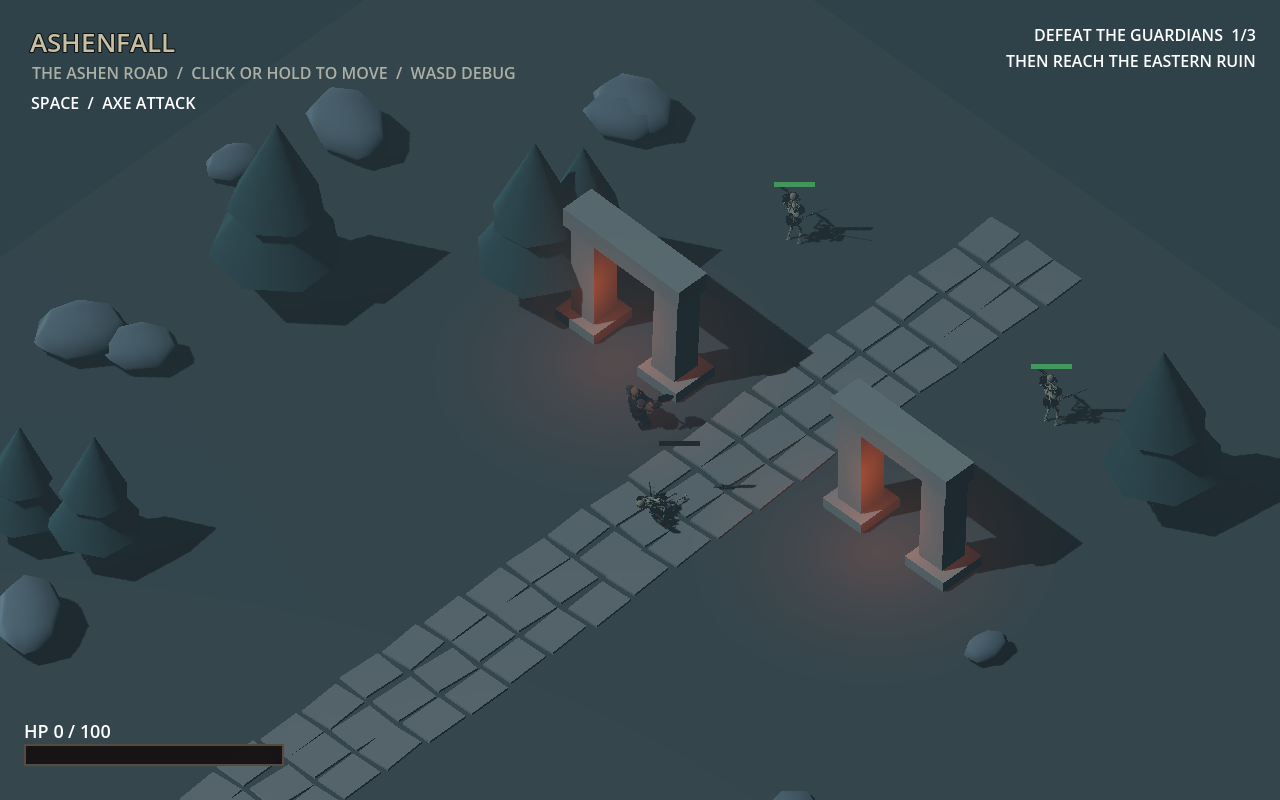 ASHENFALL
THE ASHEN ROAD / CLICK OR HOLD TO MOVE / WASD DEBUG
SPACE / AXE ATTACK
DEFEAT THE GUARDIANS 1/3
THEN REACH THE EASTERN RUIN
HP 0 / 100